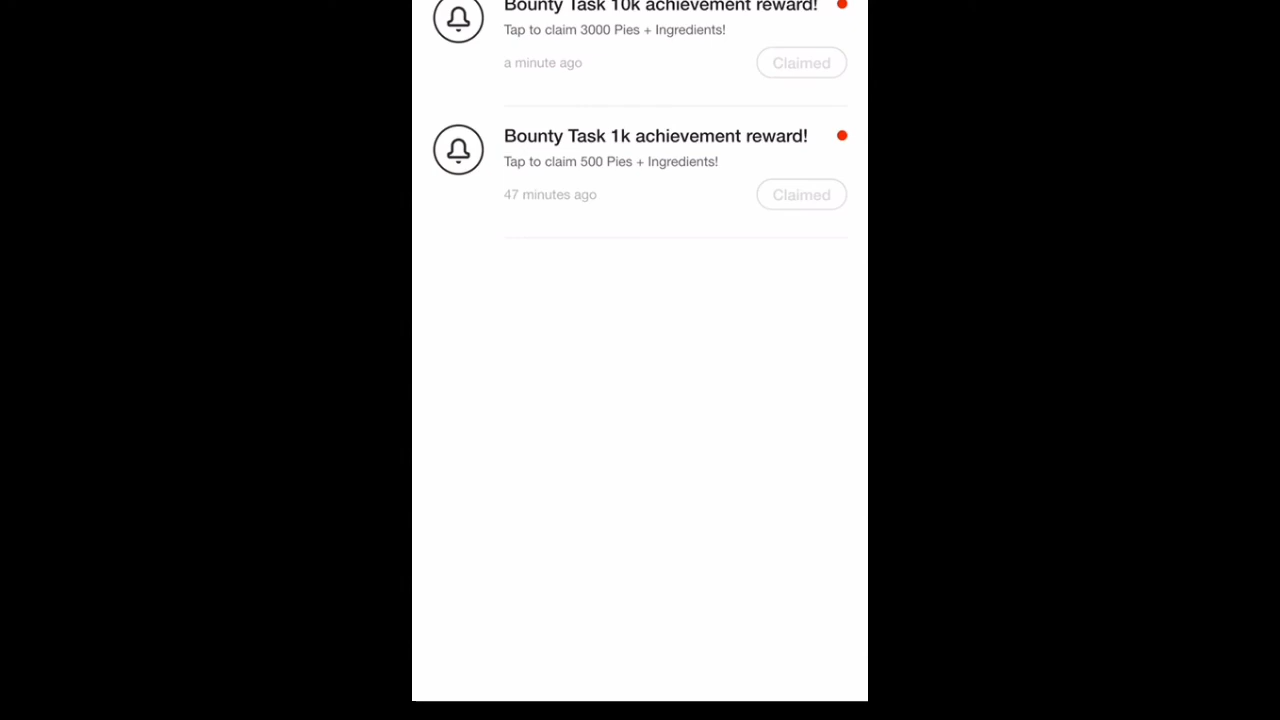 Bounty Task 10k achievement reward!
Tap to claim 3000 Pies + Ingredients!
a minute ago
Claimed
Bounty Task 1k achievement reward!
Tap to claim 500 Pies + Ingredients!
47 minutes ago
Claimed